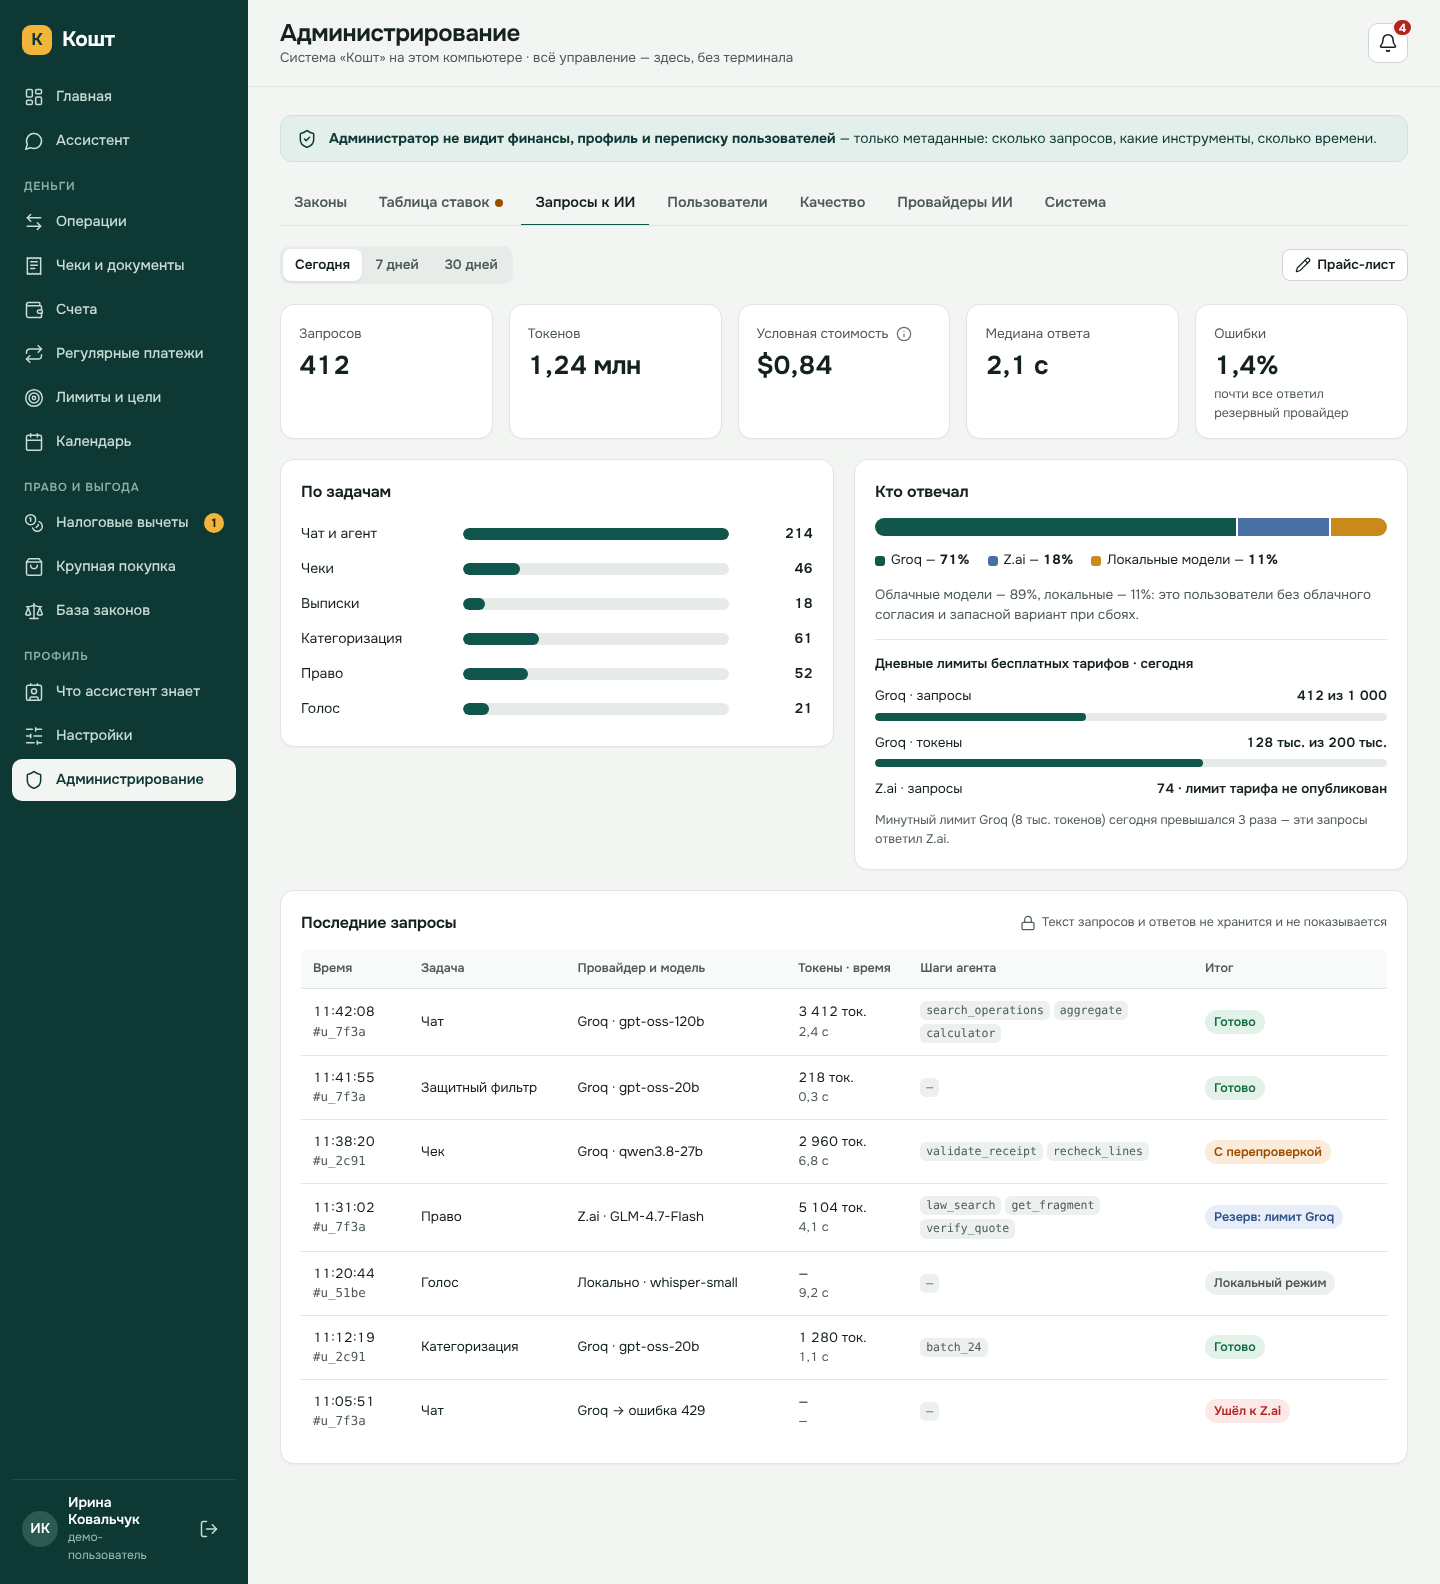 К Кошт
Главная
Ассистент
ДЕНЬГИ
Операции
Чеки и документы
Счета
Регулярные платежи
Лимиты и цели
Календарь
ПРАВО И ВЫГОДА
Налоговые вычеты 1
Крупная покупка
База законов
ПРОФИЛЬ
Что ассистент знает
Настройки
Администрирование
ИК
Ирина
Ковальчук
демо-
пользователь
Администрирование
Система «Кошт» на этом компьютере · всё управление — здесь, без терминала
4
Администратор не видит финансы, профиль и переписку пользователей — только метаданные: сколько запросов, какие инструменты, сколько времени.
Законы Таблица ставок Запросы к ИИ Пользователи Качество Провайдеры ИИ Система
Сегодня 7 дней 30 дней
Прайс-лист
Запросов
412
Токенов
1,24 млн
Условная стоимость
$0,84
Медиана ответа
2,1 с
Ошибки
1,4%
почти все ответил
резервный провайдер
По задачам
Чат и агент 214
Чеки 46
Выписки 18
Категоризация 61
Право 52
Голос 21
Кто отвечал
Groq — 71% Z.ai — 18% Локальные модели — 11%
Облачные модели — 89%, локальные — 11%: это пользователи без облачного
согласия и запасной вариант при сбоях.
Дневные лимиты бесплатных тарифов · сегодня
Groq · запросы 412 из 1 000
Groq · токены 128 тыс. из 200 тыс.
Z.ai · запросы 74 · лимит тарифа не опубликован
Минутный лимит Groq (8 тыс. токенов) сегодня превышался 3 раза — эти запросы
ответил Z.ai.
Последние запросы
Текст запросов и ответов не хранится и не показывается
Время Задача Провайдер и модель Токены · время Шаги агента Итог
11:42:08 3 412 ток. search_operations aggregate
Чат Groq · gpt-oss-120b Готово
#u_7f3a 2,4 с calculator
11:41:55 218 ток.
Защитный фильтр Groq · gpt-oss-20b — Готово
#u_7f3a 0,3 с
11:38:20 2 960 ток.
Чек Groq · qwen3.8-27b validate_receipt recheck_lines С перепроверкой
#u_2c91 6,8 с
11:31:02 5 104 ток. law_search get_fragment
Право Z.ai · GLM-4.7-Flash Резерв: лимит Groq
#u_7f3a 4,1 с verify_quote
11:20:44 —
Голос Локально · whisper-small — Локальный режим
#u_51be 9,2 с
11:12:19 1 280 ток.
Категоризация Groq · gpt-oss-20b batch_24 Готово
#u_2c91 1,1 с
11:05:51 —
Чат Groq → ошибка 429 — Ушёл к Z.ai
#u_7f3a —